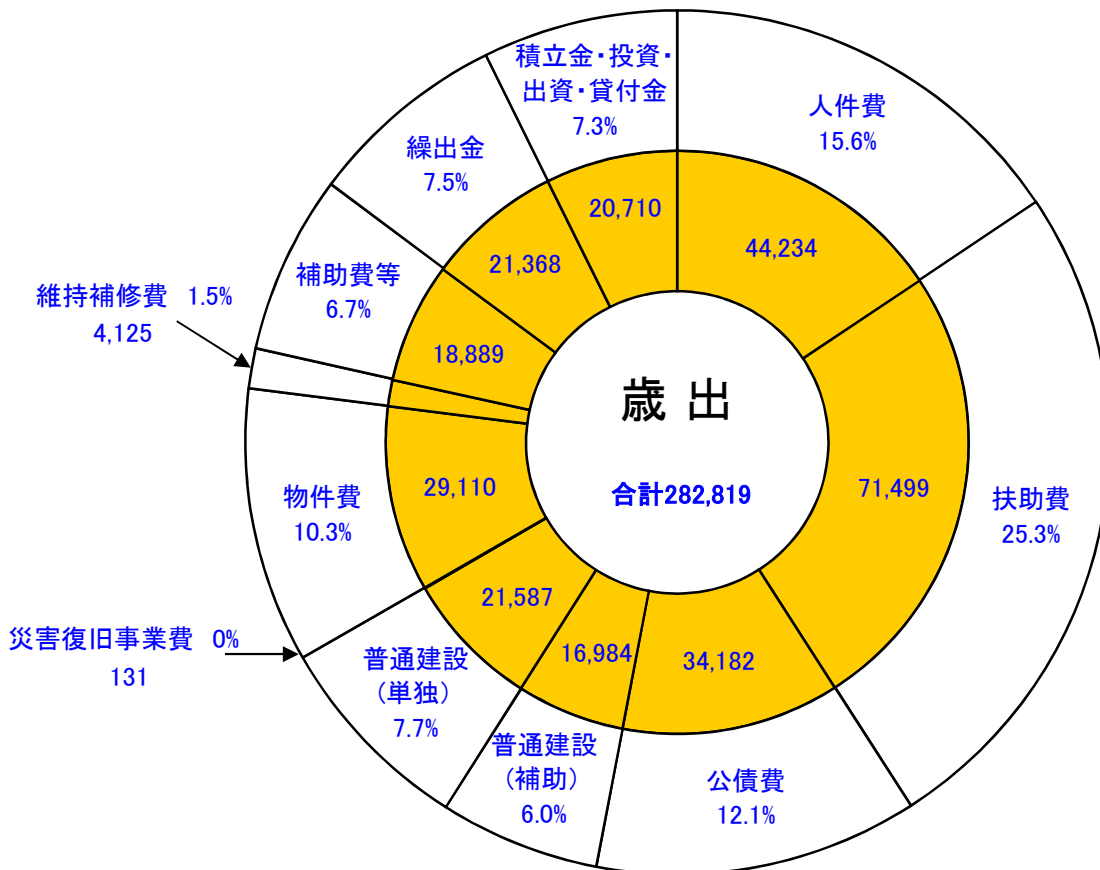 歳出
合計282,819
人件費
15.6%
44,234
扶助費
25.3%
71,499
公債費
12.1%
34,182
普通建設
(補助)
6.0%
16,984
普通建設
(単独)
7.7%
21,587
災害復旧事業費 0%
131
物件費
10.3%
29,110
維持補修費 1.5%
4,125
補助費等
6.7%
18,889
繰出金
7.5%
21,368
積立金・投資・
出資・貸付金
7.3%
20,710